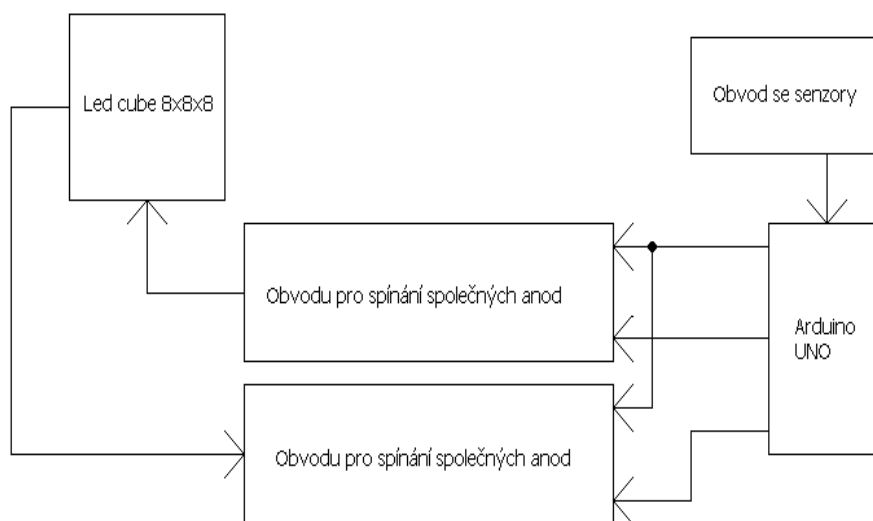 Led cube 8x8x8
Obvod se senzory
Obvodu pro spínání společných anod
Arduino
UNO
Obvodu pro spínání společných anod